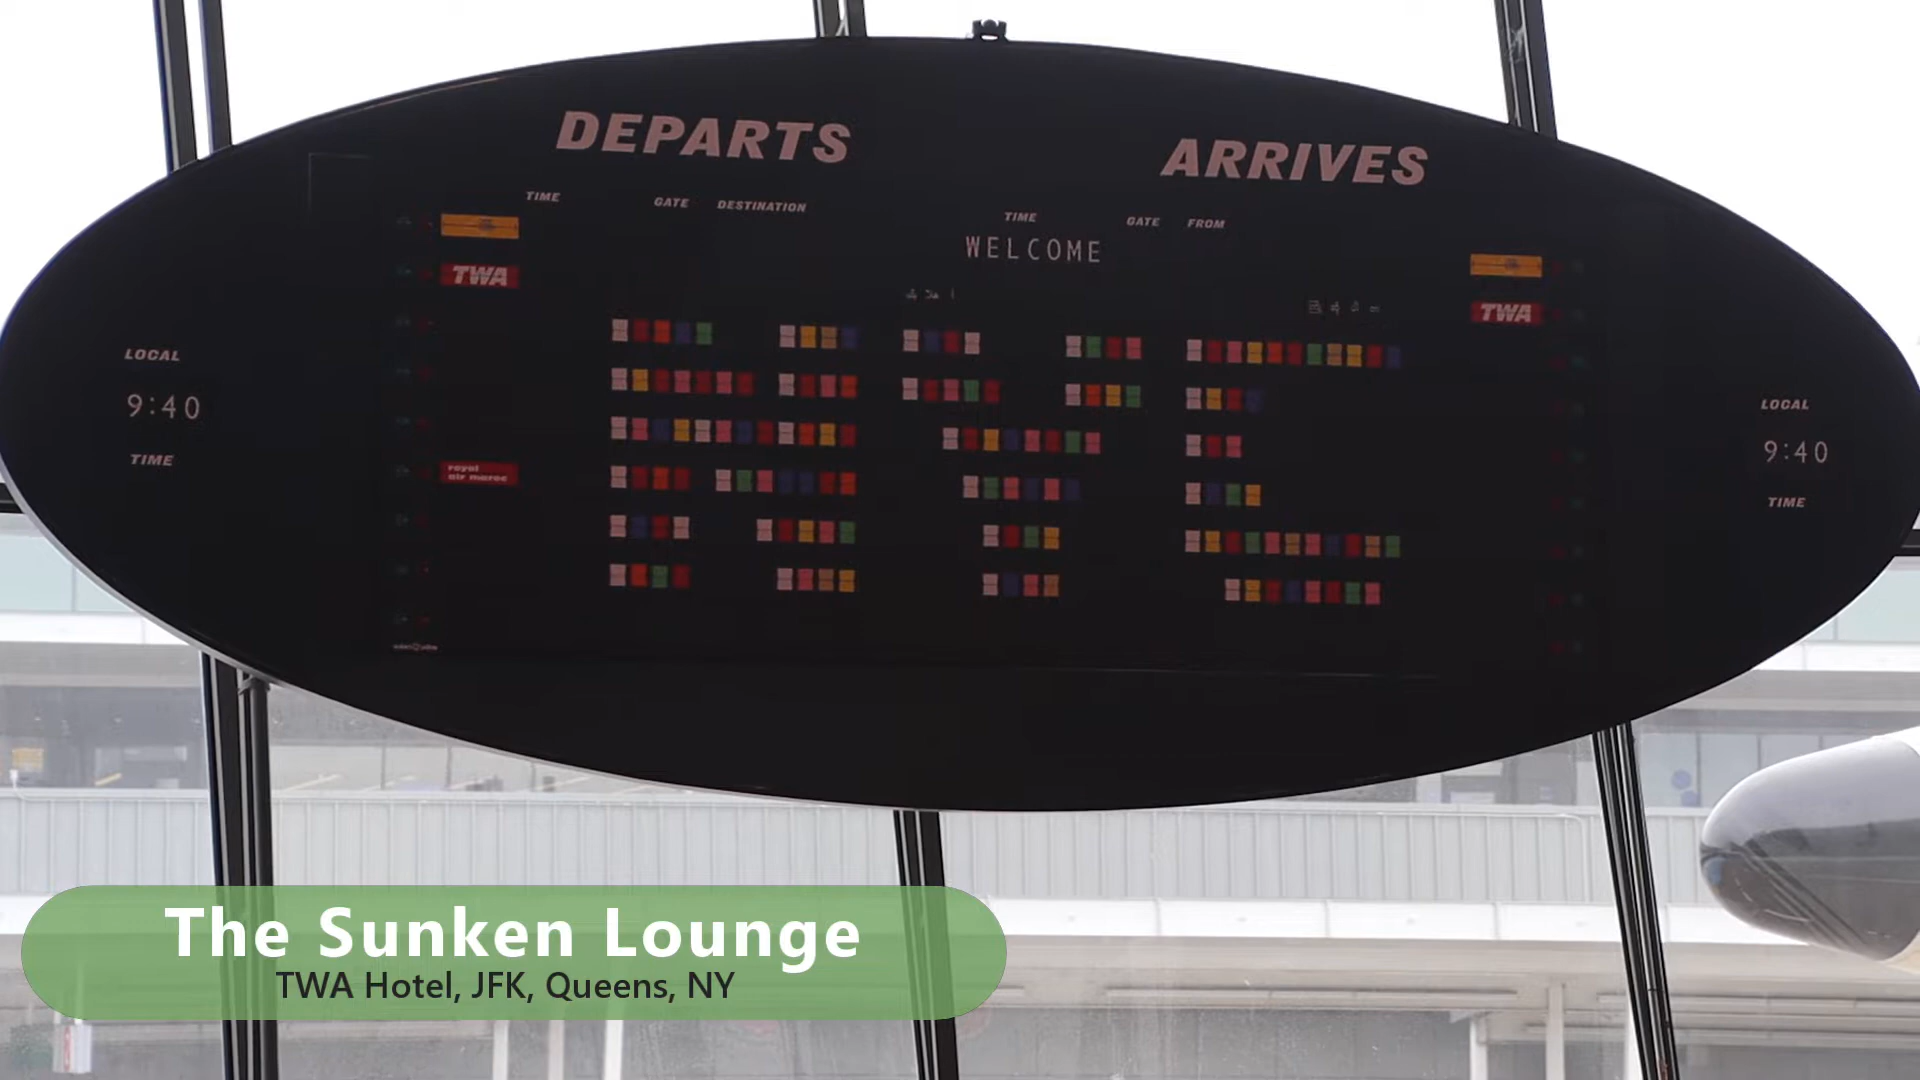 DEPARTS
ARRIVES
TIME GATE DESTINATION
TIME GATE FROM
WELCOME
TWA
TWA
LOCAL
9:40
TIME
LOCAL
9:40
TIME
royal
air maroc
The Sunken Lounge
TWA Hotel, JFK, Queens, NY